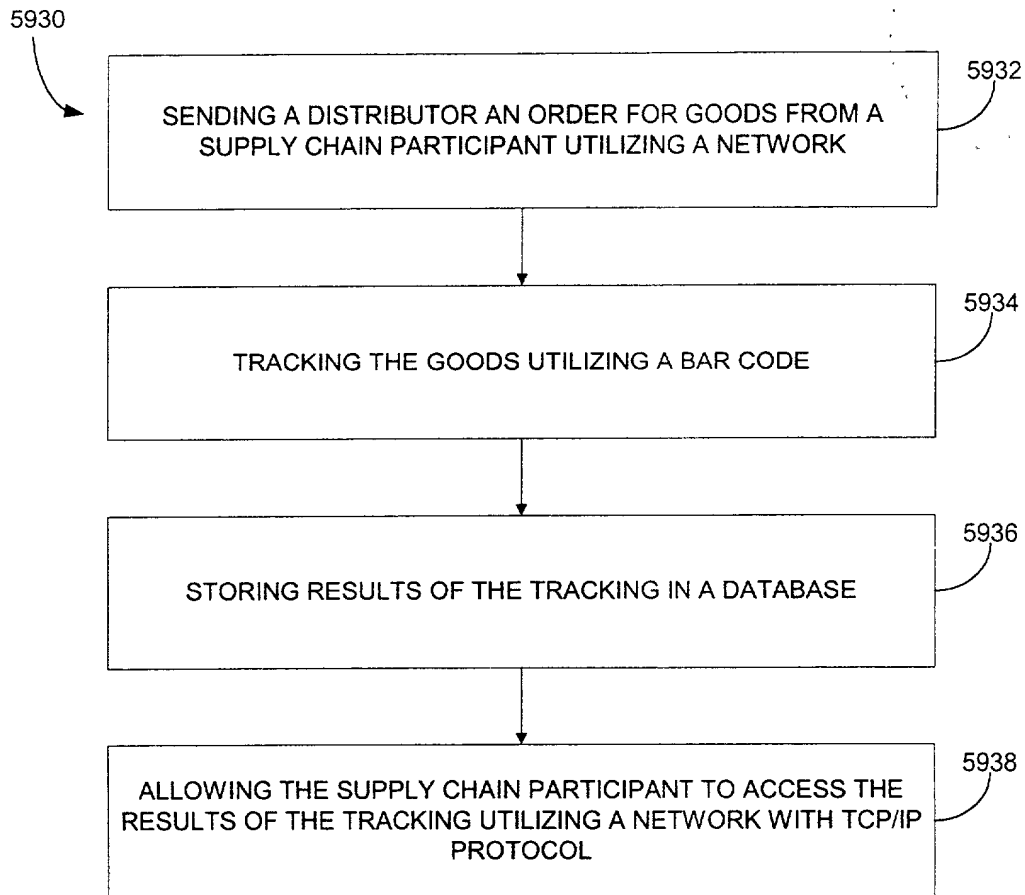 5930
5932
SENDING A DISTRIBUTOR AN ORDER FOR GOODS FROM A
SUPPLY CHAIN PARTICIPANT UTILIZING A NETWORK
5934
TRACKING THE GOODS UTILIZING A BAR CODE
5936
STORING RESULTS OF THE TRACKING IN A DATABASE
5938
ALLOWING THE SUPPLY CHAIN PARTICIPANT TO ACCESS THE
RESULTS OF THE TRACKING UTILIZING A NETWORK WITH TCP/IP
PROTOCOL